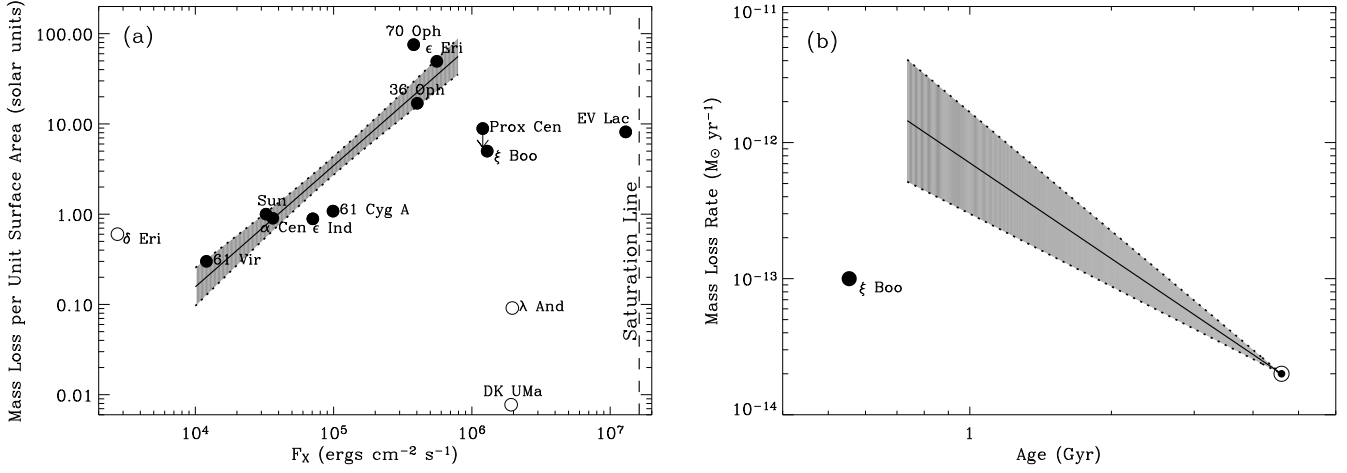 (a)
Mass Loss per Unit Surface Area (solar units)
100.00
10.00
1.00
0.10
0.01
70 Oph
ϵ Eri
36 Oph
Prox Cen
ξ Boo
EV Lac
Sun
α Cen
ϵ Ind
61 Cyg A
δ Eri
61 Vir
λ And
DK UMa
Saturation Line
10⁴
10⁵
10⁶
10⁷
F_X (ergs cm⁻² s⁻¹)
(b)
Mass Loss Rate (M⊙ yr⁻¹)
10⁻¹¹
10⁻¹²
10⁻¹³
10⁻¹⁴
ξ Boo
1
Age (Gyr)